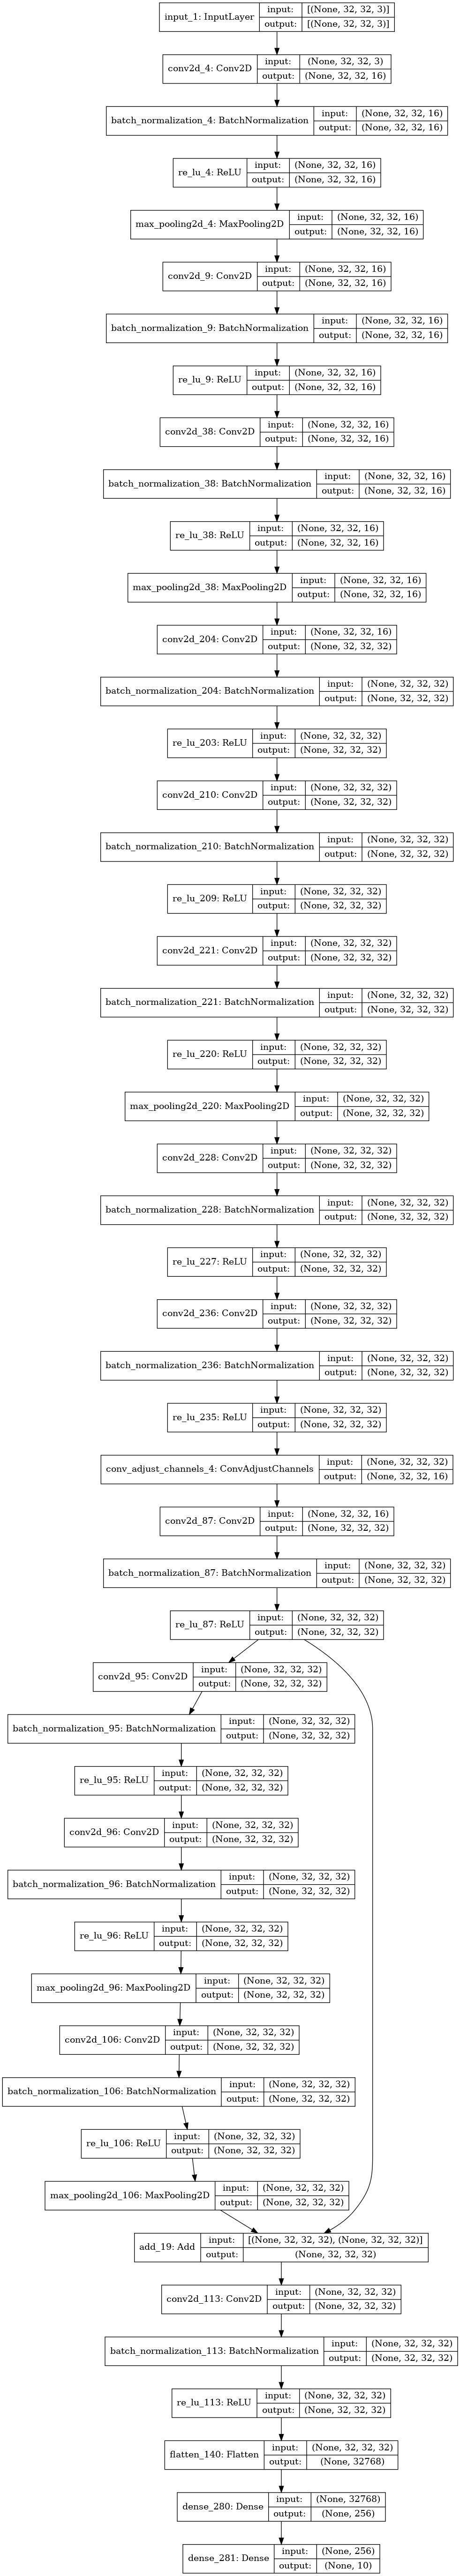 input_1: InputLayer input: [(None, 32, 32, 3)]
output: [(None, 32, 32, 3)]
conv2d_4: Conv2D input: (None, 32, 32, 3)
output: (None, 32, 32, 16)
batch_normalization_4: BatchNormalization input: (None, 32, 32, 16)
output: (None, 32, 32, 16)
re_lu_4: ReLU input: (None, 32, 32, 16)
output: (None, 32, 32, 16)
max_pooling2d_4: MaxPooling2D input: (None, 32, 32, 16)
output: (None, 32, 32, 16)
conv2d_9: Conv2D input: (None, 32, 32, 16)
output: (None, 32, 32, 16)
batch_normalization_9: BatchNormalization input: (None, 32, 32, 16)
output: (None, 32, 32, 16)
re_lu_9: ReLU input: (None, 32, 32, 16)
output: (None, 32, 32, 16)
conv2d_38: Conv2D input: (None, 32, 32, 16)
output: (None, 32, 32, 16)
batch_normalization_38: BatchNormalization input: (None, 32, 32, 16)
output: (None, 32, 32, 16)
re_lu_38: ReLU input: (None, 32, 32, 16)
output: (None, 32, 32, 16)
max_pooling2d_38: MaxPooling2D input: (None, 32, 32, 16)
output: (None, 32, 32, 16)
conv2d_204: Conv2D input: (None, 32, 32, 16)
output: (None, 32, 32, 32)
batch_normalization_204: BatchNormalization input: (None, 32, 32, 32)
output: (None, 32, 32, 32)
re_lu_203: ReLU input: (None, 32, 32, 32)
output: (None, 32, 32, 32)
conv2d_210: Conv2D input: (None, 32, 32, 32)
output: (None, 32, 32, 32)
batch_normalization_210: BatchNormalization input: (None, 32, 32, 32)
output: (None, 32, 32, 32)
re_lu_209: ReLU input: (None, 32, 32, 32)
output: (None, 32, 32, 32)
conv2d_221: Conv2D input: (None, 32, 32, 32)
output: (None, 32, 32, 32)
batch_normalization_221: BatchNormalization input: (None, 32, 32, 32)
output: (None, 32, 32, 32)
re_lu_220: ReLU input: (None, 32, 32, 32)
output: (None, 32, 32, 32)
max_pooling2d_220: MaxPooling2D input: (None, 32, 32, 32)
output: (None, 32, 32, 32)
conv2d_228: Conv2D input: (None, 32, 32, 32)
output: (None, 32, 32, 32)
batch_normalization_228: BatchNormalization input: (None, 32, 32, 32)
output: (None, 32, 32, 32)
re_lu_227: ReLU input: (None, 32, 32, 32)
output: (None, 32, 32, 32)
conv2d_236: Conv2D input: (None, 32, 32, 32)
output: (None, 32, 32, 32)
batch_normalization_236: BatchNormalization input: (None, 32, 32, 32)
output: (None, 32, 32, 32)
re_lu_235: ReLU input: (None, 32, 32, 32)
output: (None, 32, 32, 32)
conv_adjust_channels_4: ConvAdjustChannels input: (None, 32, 32, 32)
output: (None, 32, 32, 16)
conv2d_87: Conv2D input: (None, 32, 32, 16)
output: (None, 32, 32, 32)
batch_normalization_87: BatchNormalization input: (None, 32, 32, 32)
output: (None, 32, 32, 32)
re_lu_87: ReLU input: (None, 32, 32, 32)
output: (None, 32, 32, 32)
conv2d_95: Conv2D input: (None, 32, 32, 32)
output: (None, 32, 32, 32)
batch_normalization_95: BatchNormalization input: (None, 32, 32, 32)
output: (None, 32, 32, 32)
re_lu_95: ReLU input: (None, 32, 32, 32)
output: (None, 32, 32, 32)
conv2d_96: Conv2D input: (None, 32, 32, 32)
output: (None, 32, 32, 32)
batch_normalization_96: BatchNormalization input: (None, 32, 32, 32)
output: (None, 32, 32, 32)
re_lu_96: ReLU input: (None, 32, 32, 32)
output: (None, 32, 32, 32)
max_pooling2d_96: MaxPooling2D input: (None, 32, 32, 32)
output: (None, 32, 32, 32)
conv2d_106: Conv2D input: (None, 32, 32, 32)
output: (None, 32, 32, 32)
batch_normalization_106: BatchNormalization input: (None, 32, 32, 32)
output: (None, 32, 32, 32)
re_lu_106: ReLU input: (None, 32, 32, 32)
output: (None, 32, 32, 32)
max_pooling2d_106: MaxPooling2D input: (None, 32, 32, 32)
output: (None, 32, 32, 32)
add_19: Add input: [(None, 32, 32, 32), (None, 32, 32, 32)]
output: (None, 32, 32, 32)
conv2d_113: Conv2D input: (None, 32, 32, 32)
output: (None, 32, 32, 32)
batch_normalization_113: BatchNormalization input: (None, 32, 32, 32)
output: (None, 32, 32, 32)
re_lu_113: ReLU input: (None, 32, 32, 32)
output: (None, 32, 32, 32)
flatten_140: Flatten input: (None, 32, 32, 32)
output: (None, 32768)
dense_280: Dense input: (None, 32768)
output: (None, 256)
dense_281: Dense input: (None, 256)
output: (None, 10)